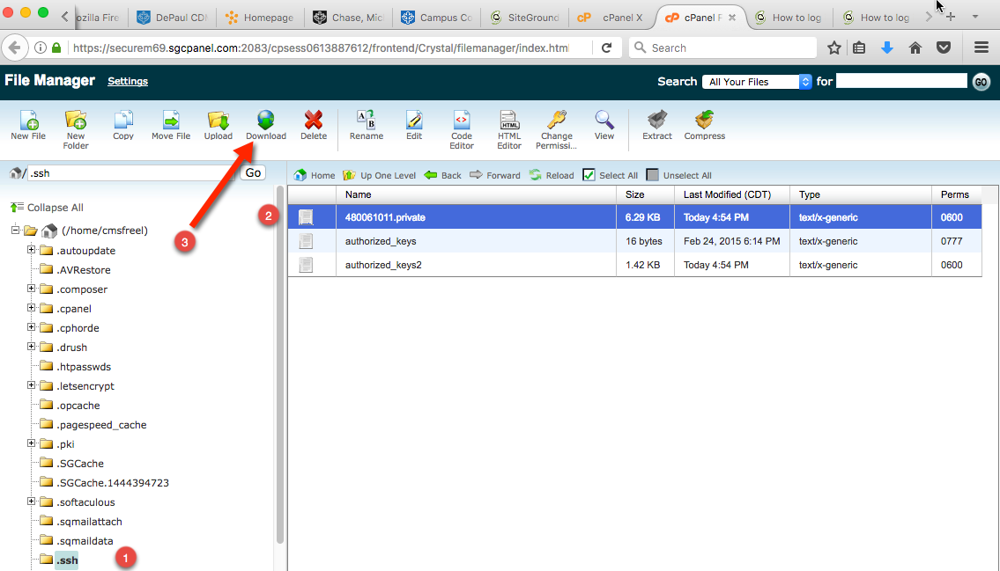 ozilla Fire
DePaul CDM
Homepage
Chase, Mic
Campus Co
SiteGround
cPanel X
cPanel F
How to log
How to log
https://securem69.sgcpanel.com:2083/cpsess0613887612/frontend/Crystal/filemanager/index.html
Search
File Manager
Settings
Search
All Your Files
for
GO
New File
New
Folder
Copy
Move File
Upload
Download
Delete
Rename
Edit
Code
Editor
HTML
Editor
Change
Permissi...
View
Extract
Compress
/ .ssh
Go
Home
Up One Level
Back
Forward
Reload
Select All
Unselect All
Name
Size
Last Modified (CDT)
Type
Perms
480061011.private
6.29 KB
Today 4:54 PM
text/x-generic
0600
authorized_keys
16 bytes
Feb 24, 2015 6:14 PM
text/x-generic
0777
authorized_keys2
1.42 KB
Today 4:54 PM
text/x-generic
0600
2
3
Collapse All
(/home/cmsfreel)
.autoupdate
.AVRestore
.composer
.cpanel
.cphorde
.drush
.htpasswds
.letsencrypt
.opcache
.pagespeed_cache
.pki
.SGCache
.SGCache.1444394723
.softaculous
.sqmailattach
.sqmaildata
.ssh
1